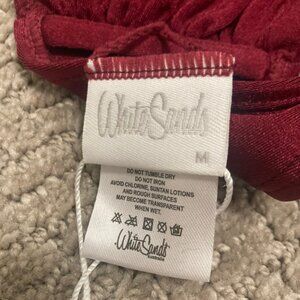 White Sands
M
DO NOT TUMBLE DRY
DO NOT IRON
AVOID CHLORINE, SUNTAN LOTIONS
AND ROUGH SURFACES
MAY BECOME TRANSPARENT
WHEN WET.
White Sands